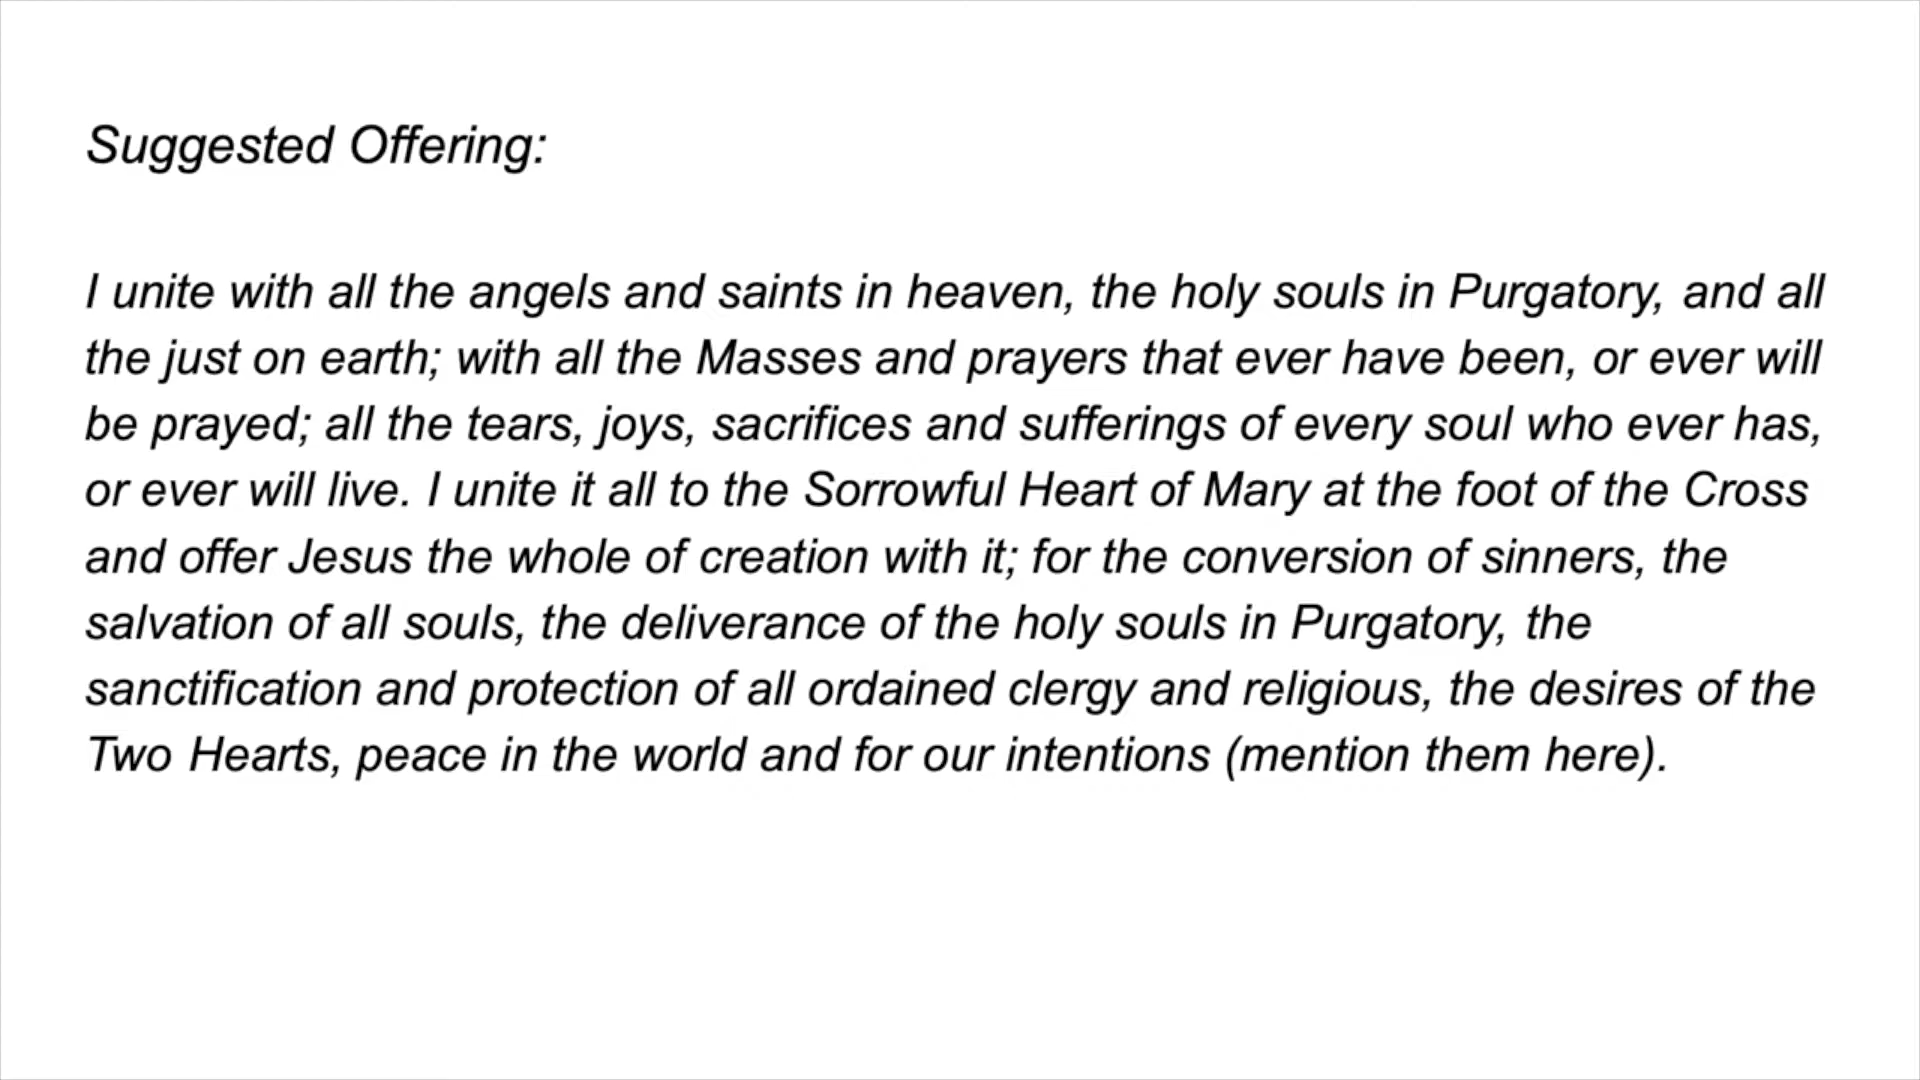 Suggested Offering:
I unite with all the angels and saints in heaven, the holy souls in Purgatory, and all
the just on earth; with all the Masses and prayers that ever have been, or ever will
be prayed; all the tears, joys, sacrifices and sufferings of every soul who ever has,
or ever will live. I unite it all to the Sorrowful Heart of Mary at the foot of the Cross
and offer Jesus the whole of creation with it; for the conversion of sinners, the
salvation of all souls, the deliverance of the holy souls in Purgatory, the
sanctification and protection of all ordained clergy and religious, the desires of the
Two Hearts, peace in the world and for our intentions (mention them here).